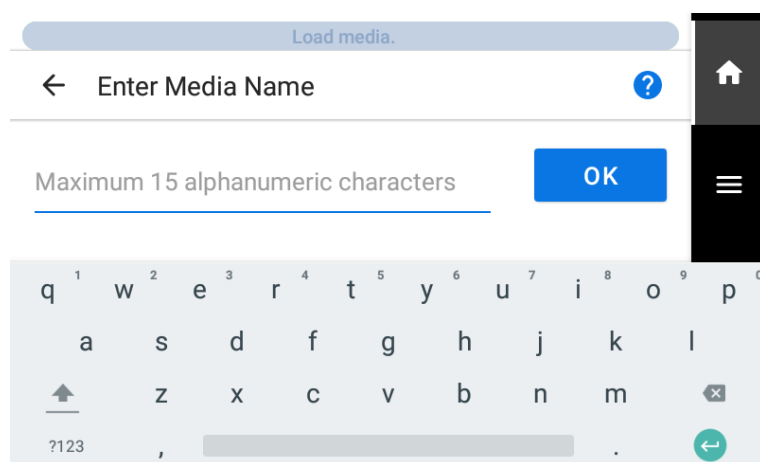 Load media.
Enter Media Name
?
Maximum 15 alphanumeric characters
OK
q 1 w 2 e 3 r 4 t 5 y 6 u 7 i 8 o 9 p 0
a s d f g h j k l
z x c v b n m
?123 , .